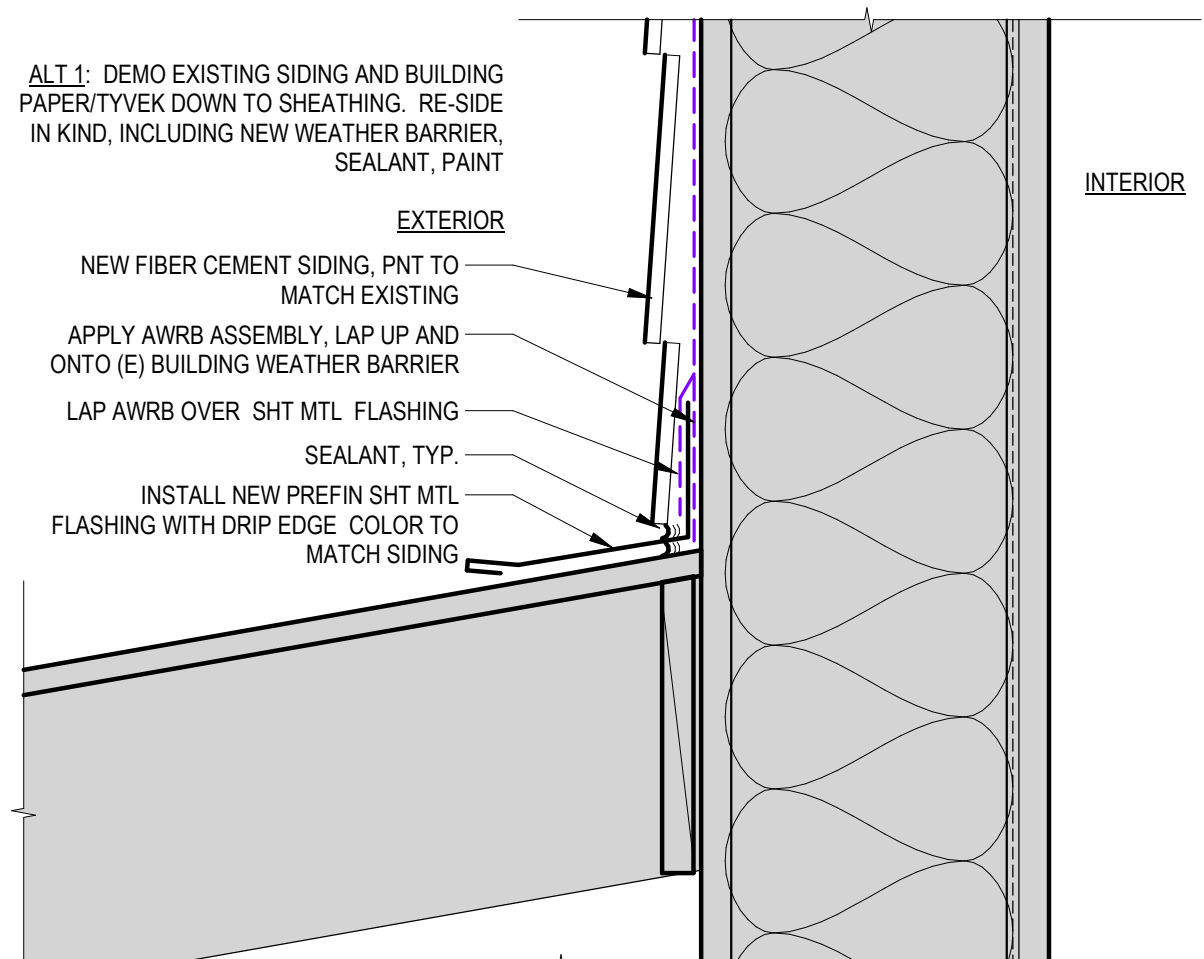 ALT 1: DEMO EXISTING SIDING AND BUILDING
PAPER/TYVEK DOWN TO SHEATHING. RE-SIDE
IN KIND, INCLUDING NEW WEATHER BARRIER,
SEALANT, PAINT
INTERIOR
EXTERIOR
NEW FIBER CEMENT SIDING, PNT TO
MATCH EXISTING
APPLY AWRB ASSEMBLY, LAP UP AND
ONTO (E) BUILDING WEATHER BARRIER
LAP AWRB OVER SHT MTL FLASHING
SEALANT, TYP.
INSTALL NEW PREFIN SHT MTL
FLASHING WITH DRIP EDGE COLOR TO
MATCH SIDING